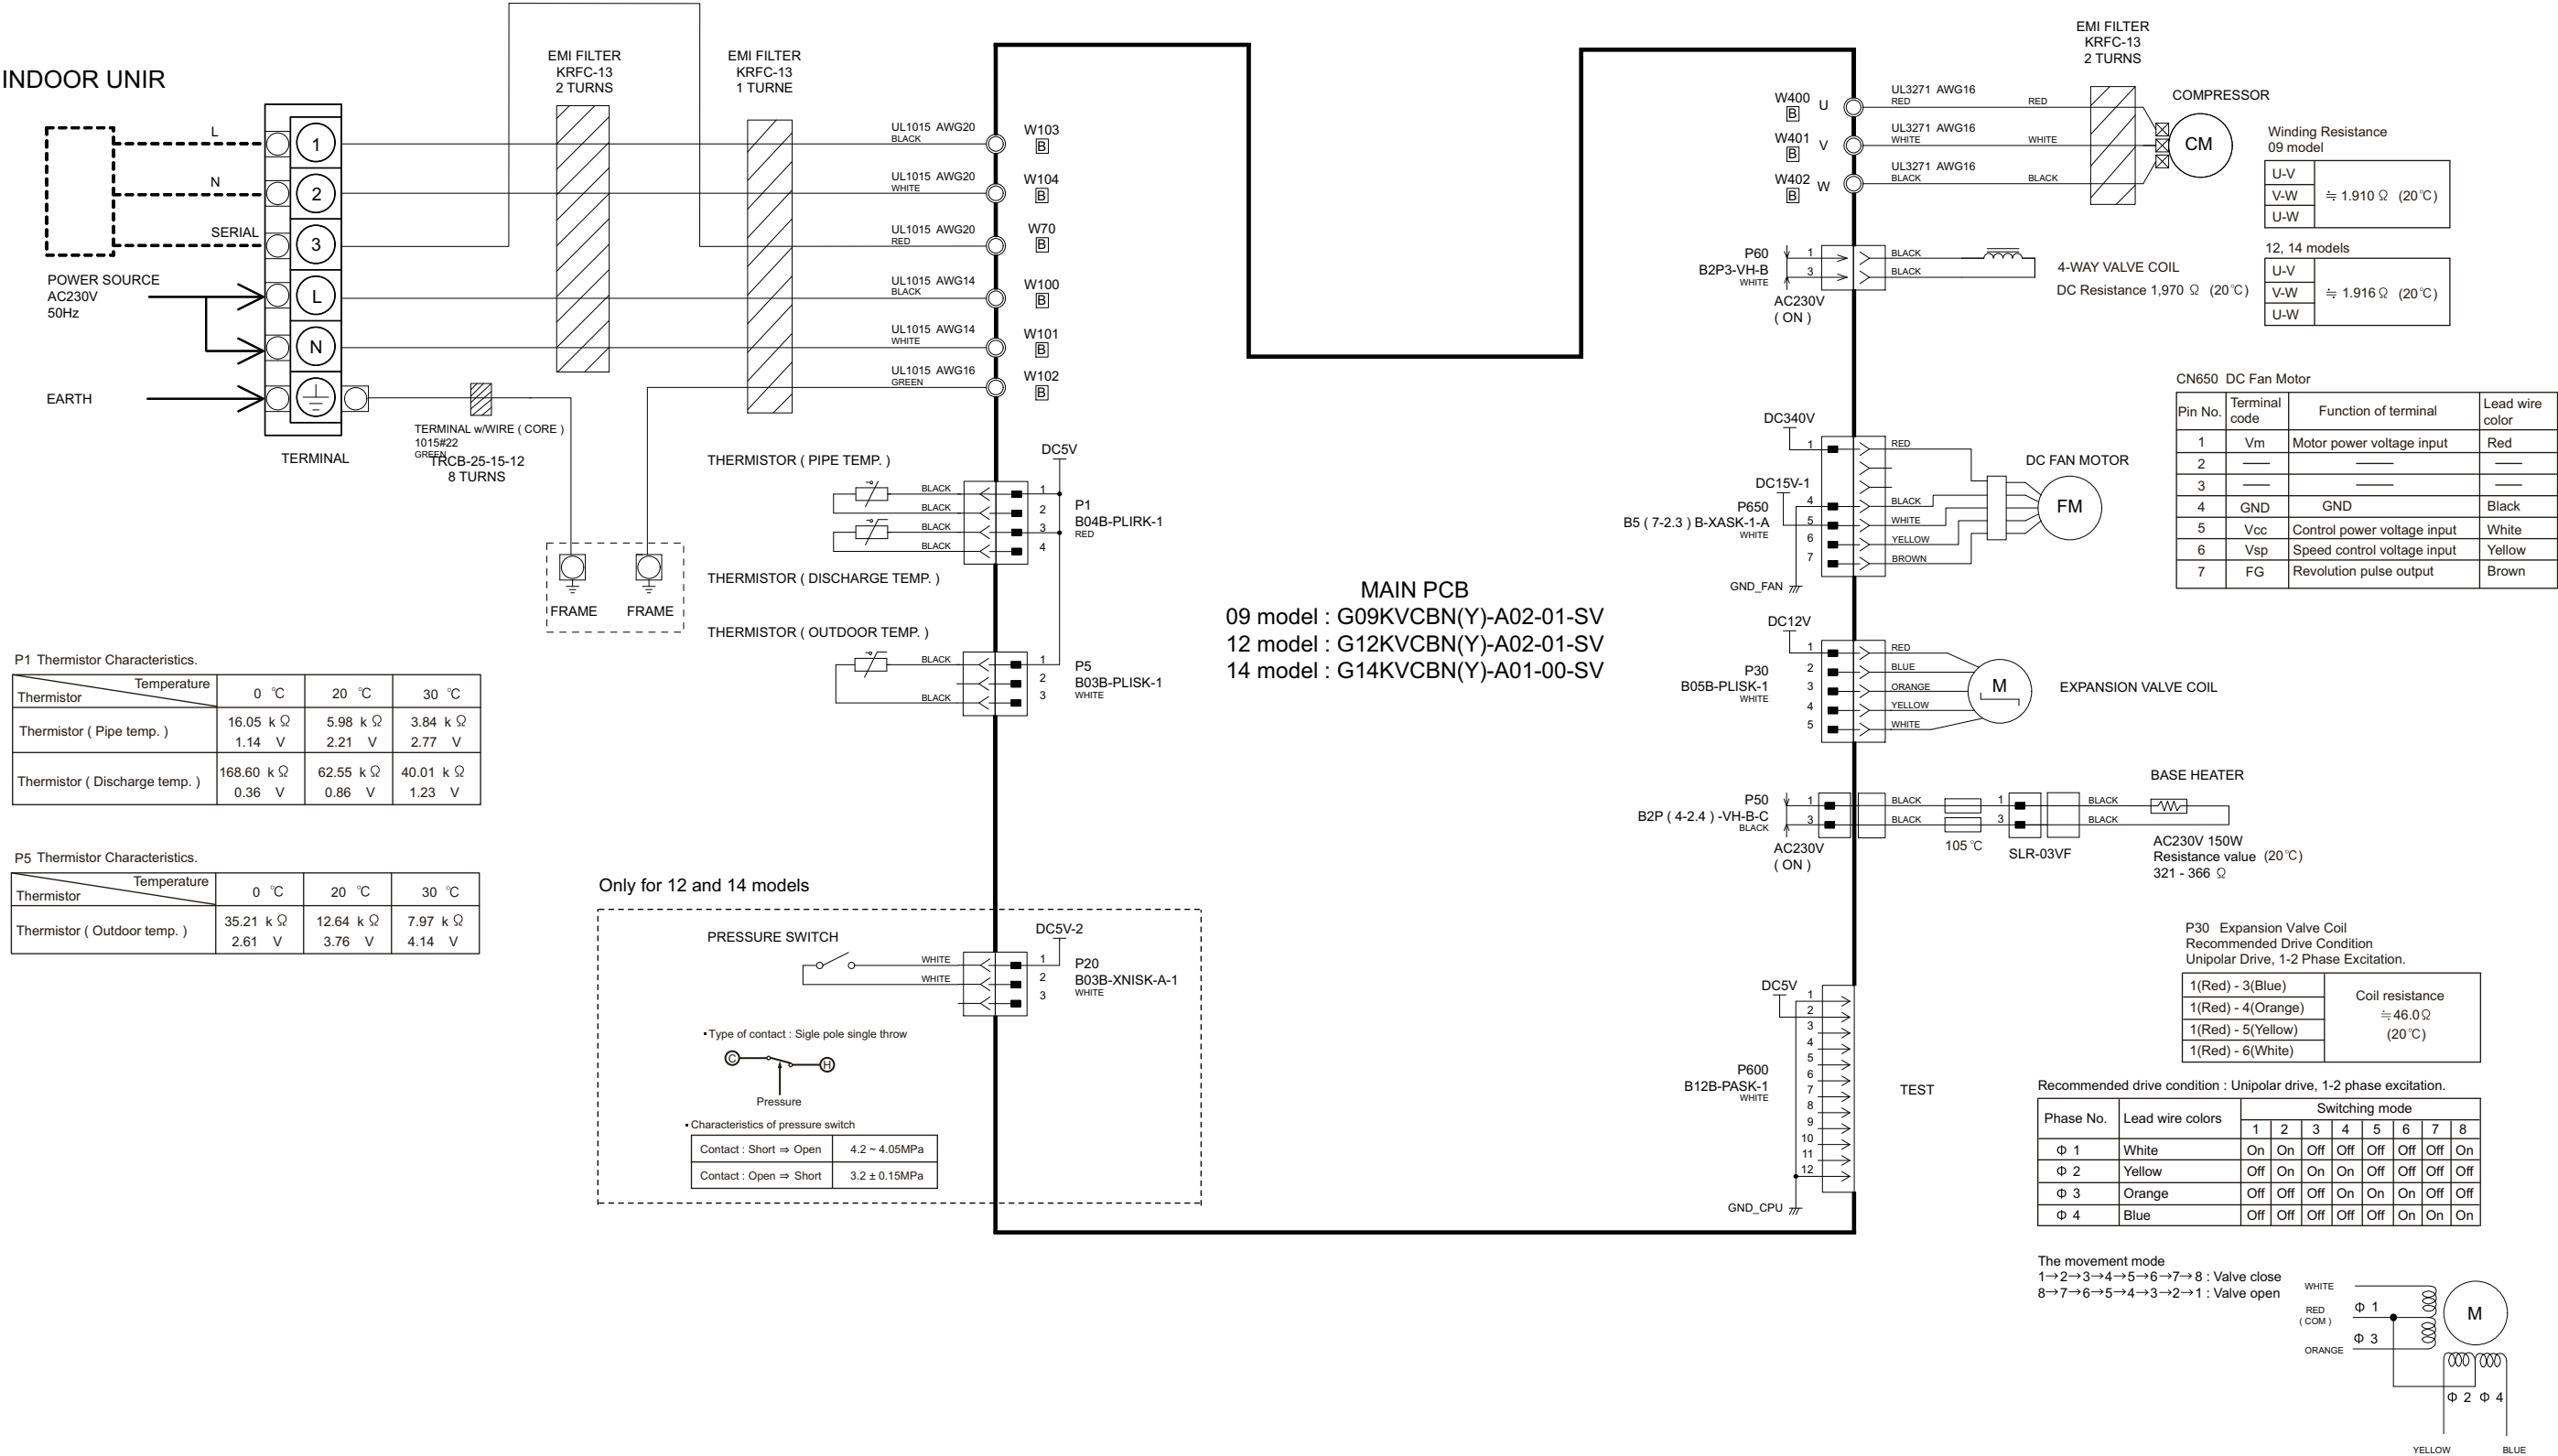 INDOOR UNIR
L
N
SERIAL
POWER SOURCE
AC230V
50Hz
EARTH
1
2
3
L
N
TERMINAL
EMI FILTER
KRFC-13
2 TURNS
EMI FILTER
KRFC-13
1 TURNE
TERMINAL w/WIRE ( CORE )
1015#22
GREEN
TRCB-25-15-12
8 TURNS
FRAME
FRAME
UL1015 AWG20
BLACK
W103
B
UL1015 AWG20
WHITE
W104
B
UL1015 AWG20
RED
W70
B
UL1015 AWG14
BLACK
W100
B
UL1015 AWG14
WHITE
W101
B
UL1015 AWG16
GREEN
W102
B
THERMISTOR ( PIPE TEMP. )
DC5V
BLACK 1
BLACK 2
BLACK 3
BLACK 4
P1
B04B-PLIRK-1
RED
THERMISTOR ( DISCHARGE TEMP. )
THERMISTOR ( OUTDOOR TEMP. )
BLACK 1
2
BLACK 3
P5
B03B-PLISK-1
WHITE
P1 Thermistor Characteristics.
Temperature
Thermistor
0 ℃ 20 ℃ 30 ℃
Thermistor ( Pipe temp. )
16.05 k Ω 5.98 k Ω 3.84 k Ω
1.14 V 2.21 V 2.77 V
Thermistor ( Discharge temp. )
168.60 k Ω 62.55 k Ω 40.01 k Ω
0.36 V 0.86 V 1.23 V
P5 Thermistor Characteristics.
Temperature
Thermistor
0 ℃ 20 ℃ 30 ℃
Thermistor ( Outdoor temp. )
35.21 k Ω 12.64 k Ω 7.97 k Ω
2.61 V 3.76 V 4.14 V
Only for 12 and 14 models
PRESSURE SWITCH
DC5V-2
WHITE 1
WHITE 2
3
P20
B03B-XNISK-A-1
WHITE
▪Type of contact : Sigle pole single throw
C
H
Pressure
▪Characteristics of pressure switch
Contact : Short ⇒ Open 4.2 ~ 4.05MPa
Contact : Open ⇒ Short 3.2 ± 0.15MPa
MAIN PCB
09 model : G09KVCBN(Y)-A02-01-SV
12 model : G12KVCBN(Y)-A02-01-SV
14 model : G14KVCBN(Y)-A01-00-SV
EMI FILTER
KRFC-13
2 TURNS
W400
B
U
UL3271 AWG16
RED RED
W401
B
V
UL3271 AWG16
WHITE WHITE
W402
B
W
UL3271 AWG16
BLACK BLACK
COMPRESSOR
CM
Winding Resistance
09 model
U-V
V-W
U-W
≒ 1.910 Ω (20℃)
12, 14 models
U-V
V-W
U-W
≒ 1.916 Ω (20℃)
P60
B2P3-VH-B
WHITE
AC230V
( ON )
1 BLACK
3 BLACK
4-WAY VALVE COIL
DC Resistance 1,970 Ω (20℃)
DC340V
DC15V-1
P650
B5 ( 7-2.3 ) B-XASK-1-A
WHITE
GND_FAN
1 RED
4 BLACK
5 WHITE
6 YELLOW
7 BROWN
DC FAN MOTOR
FM
CN650 DC Fan Motor
Pin No. Terminal code Function of terminal Lead wire color
1 Vm Motor power voltage input Red
2 — — —
3 — — —
4 GND GND Black
5 Vcc Control power voltage input White
6 Vsp Speed control voltage input Yellow
7 FG Revolution pulse output Brown
DC12V
P30
B05B-PLISK-1
WHITE
1 RED
2 BLUE
3 ORANGE
4 YELLOW
5 WHITE
M
EXPANSION VALVE COIL
P50
B2P ( 4-2.4 ) -VH-B-C
BLACK
AC230V
( ON )
1 BLACK 1 BLACK
3 BLACK 3 BLACK
105℃
SLR-03VF
BASE HEATER
AC230V 150W
Resistance value (20℃)
321 - 366 Ω
DC5V
P600
B12B-PASK-1
WHITE
GND_CPU
1
2
3
4
5
6
7
8
9
10
11
12
TEST
P30 Expansion Valve Coil
Recommended Drive Condition
Unipolar Drive, 1-2 Phase Excitation.
1(Red) - 3(Blue)
1(Red) - 4(Orange)
1(Red) - 5(Yellow)
1(Red) - 6(White)
Coil resistance
≒46.0Ω
(20℃)
Recommended drive condition : Unipolar drive, 1-2 phase excitation.
Phase No. Lead wire colors Switching mode
1 2 3 4 5 6 7 8
Φ 1 White On On Off Off Off Off Off On
Φ 2 Yellow Off On On On Off Off Off Off
Φ 3 Orange Off Off Off On On On Off Off
Φ 4 Blue Off Off Off Off Off On On On
The movement mode
1→2→3→4→5→6→7→8 : Valve close
8→7→6→5→4→3→2→1 : Valve open
WHITE
RED
( COM )
ORANGE
Φ 1
Φ 3
M
Φ 2 Φ 4
YELLOW BLUE